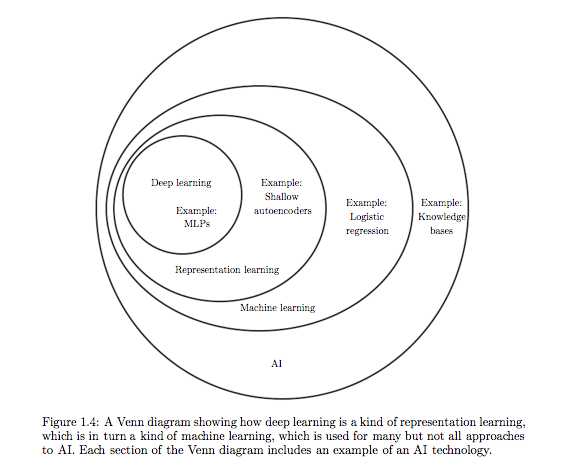 Deep learning
Example:
MLPs
Example:
Shallow
autoencoders
Example:
Logistic
regression
Example:
Knowledge
bases
Representation learning
Machine learning
AI
Figure 1.4: A Venn diagram showing how deep learning is a kind of representation learning,
which is in turn a kind of machine learning, which is used for many but not all approaches
to AI. Each section of the Venn diagram includes an example of an AI technology.